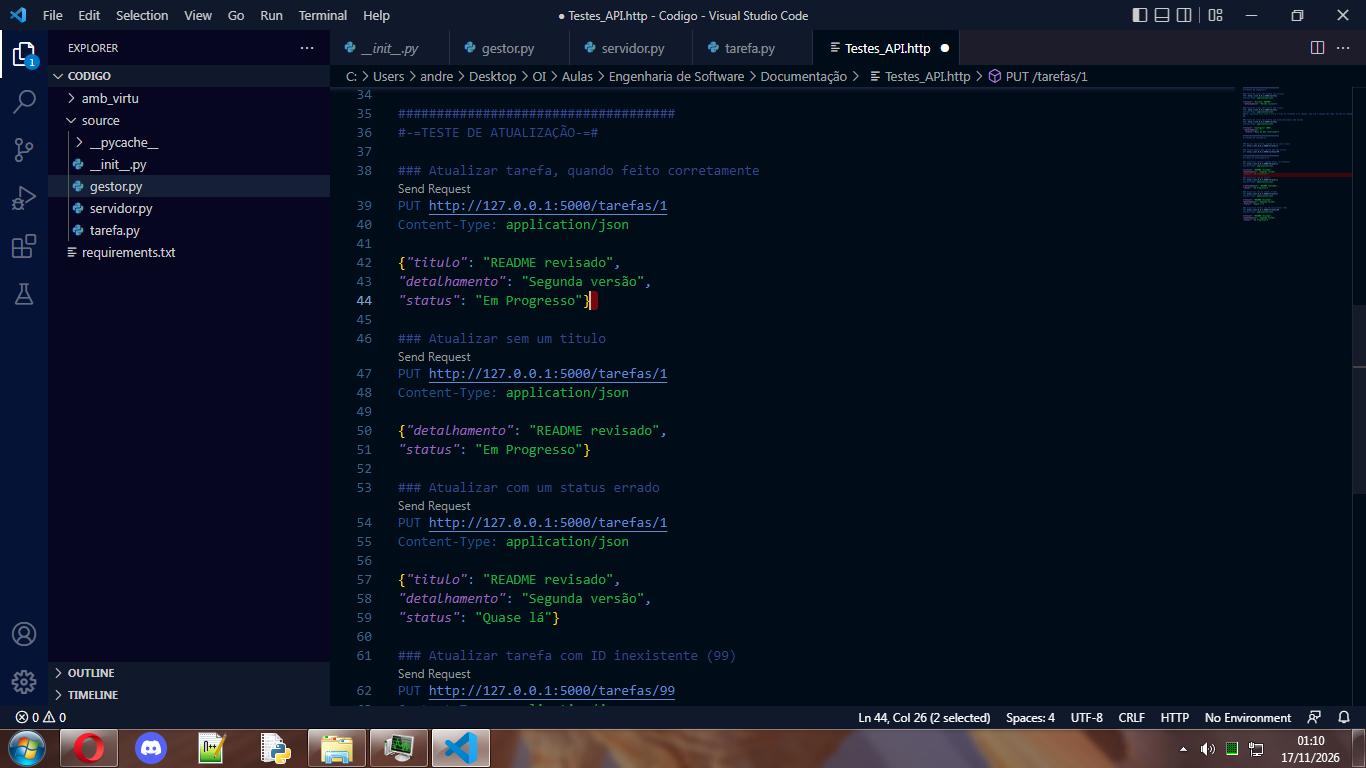 File Edit Selection View Go Run Terminal Help
● Testes_API.http - Codigo - Visual Studio Code
EXPLORER
CODIGO
amb_virtu
source
__pycache__
__init__.py
gestor.py
servidor.py
tarefa.py
requirements.txt
OUTLINE
TIMELINE
1
__init__.py gestor.py servidor.py tarefa.py Testes_API.http
C: > Users > andre > Desktop > OI > Aulas > Engenharia de Software > Documentação > Testes_API.http > PUT /tarefas/1
34
35 ####################################
36 #-=TESTE DE ATUALIZAÇÃO-=#
37
38 ### Atualizar tarefa, quando feito corretamente
Send Request
39 PUT http://127.0.0.1:5000/tarefas/1
40 Content-Type: application/json
41
42 {"titulo": "README revisado",
43 "detalhamento": "Segunda versão",
44 "status": "Em Progresso"}
45
46 ### Atualizar sem um titulo
Send Request
47 PUT http://127.0.0.1:5000/tarefas/1
48 Content-Type: application/json
49
50 {"detalhamento": "README revisado",
51 "status": "Em Progresso"}
52
53 ### Atualizar com um status errado
Send Request
54 PUT http://127.0.0.1:5000/tarefas/1
55 Content-Type: application/json
56
57 {"titulo": "README revisado",
58 "detalhamento": "Segunda versão",
59 "status": "Quase lá"}
60
61 ### Atualizar tarefa com ID inexistente (99)
Send Request
62 PUT http://127.0.0.1:5000/tarefas/99
0 0
Ln 44, Col 26 (2 selected) Spaces: 4 UTF-8 CRLF HTTP No Environment
01:10
17/11/2026